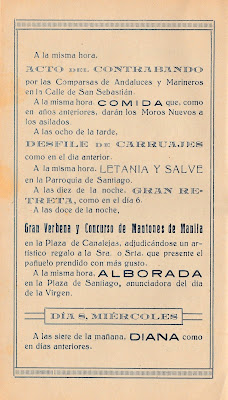 A la misma hora.
ACTO DEL CONTRABANDO
por las Comparsas de Andaluces y Marineros
en la Calle de San Sebastián.
A la misma hora COMIDA que, como
en años anteriores, darán los Moros Nuevos a
los asilados.
A las ocho de la tarde.
DESFILE DE CARRUAJES
como en el día anterior.
A la misma hora. LETANIA Y SALVE
en la Parroquia de Santiago.
A las diez de la noche. GRAN RE-
TRETA, como en el día 6.
A las doce de la noche,
Gran Verbena y Concurso de Mantones de Manila
en la Plaza de Canalejas, adjudicándose un ar-
tístico regalo a la Sra. o Srta. que presente el
pañuelo prendido con más gusto.
A la misma hora. ALBORADA
en la Plaza de Santiago, anunciadora del día
de la Virgen.
DÍA 8, MIÉRCOLES
A las siete de la mañana. DIANA como
en días anteriores.